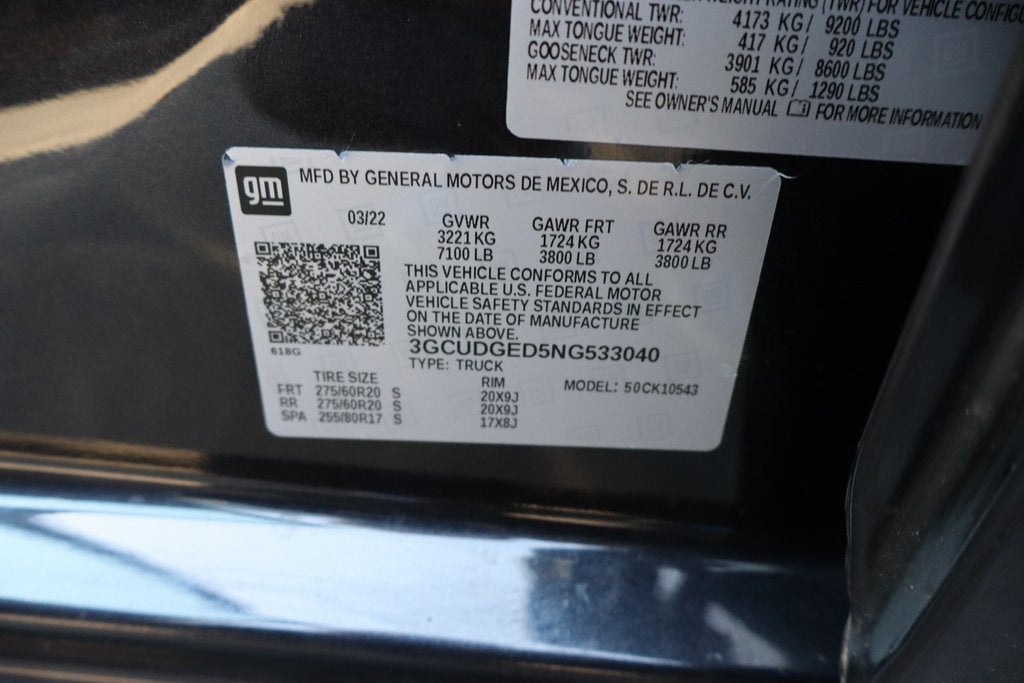 WEIGHT RATING (TWR) FOR VEHICLE
CONVENTIONAL TWR: 4173 KG/ 9200 LBS
MAX TONGUE WEIGHT: 417 KG/ 920 LBS
GOOSENECK TWR: 3901 KG/ 8600 LBS
MAX TONGUE WEIGHT: 585 KG/ 1290 LBS
SEE OWNER'S MANUAL FOR MORE INFORMATION
gm MFD BY GENERAL MOTORS DE MEXICO, S. DE R.L. DE C.V.
03/22 GVWR GAWR FRT GAWR RR
3221 KG 1724 KG 1724 KG
7100 LB 3800 LB 3800 LB
THIS VEHICLE CONFORMS TO ALL
APPLICABLE U.S. FEDERAL MOTOR
VEHICLE SAFETY STANDARDS IN EFFECT
ON THE DATE OF MANUFACTURE
SHOWN ABOVE.
618G
3GCUDGED5NG533040
TYPE: TRUCK
TIRE SIZE RIM MODEL: 50CK10543
FRT 275/60R20 S 20X9J
RR 275/60R20 S 20X9J
SPA 255/80R17 S 17X8J